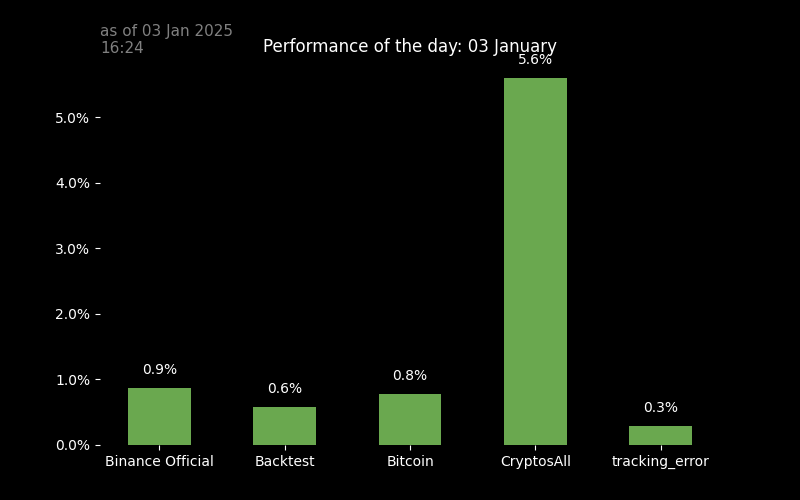 as of 03 Jan 2025
16:24
Performance of the day: 03 January
5.6%
5.0%
4.0%
3.0%
2.0%
1.0%
0.0%
0.9%
0.6%
0.8%
0.3%
Binance Official
Backtest
Bitcoin
CryptosAll
tracking_error